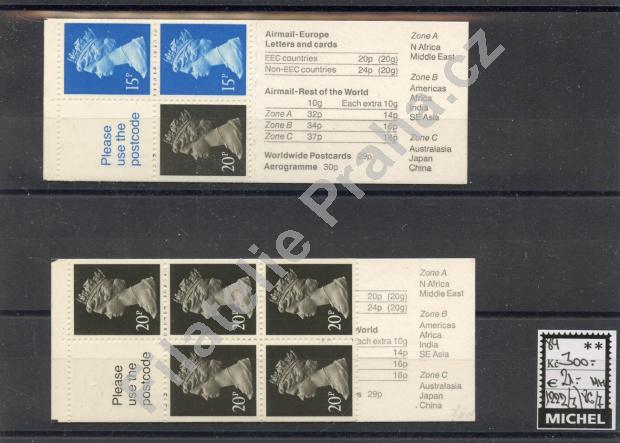 Airmail-Europe
Letters and cards
EEC countries 20p (20g)
Non-EEC countries 24p (20g)
Airmail-Rest of the World
10g Each extra 10g
Zone A 32p 14p
Zone B 34p 16p
Zone C 37p 18p
Worldwide Postcards 29p
Aerogramme 30p
Zone A
N Africa
Middle East
Zone B
Americas
Africa
India
SE Asia
Zone C
Australasia
Japan
China
15P
15P
20P
Please
use the
postcode
20P
20P
20P
20P
20P
Please
use the
postcode
20p (20g)
24p (20g)
World
Each extra 10g
14p
16p
18p
29p
Zone A
N Africa
Middle East
Zone B
Americas
Africa
India
SE Asia
Zone C
Australasia
Japan
China
Filatelie Praha.cz
**
Kč 300.-
€ 21.-
MICHEL